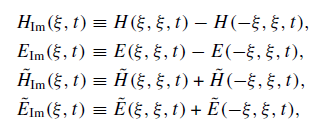 H_Im(ξ, t) ≡ H(ξ, ξ, t) − H(−ξ, ξ, t),
E_Im(ξ, t) ≡ E(ξ, ξ, t) − E(−ξ, ξ, t),
H̃_Im(ξ, t) ≡ H̃(ξ, ξ, t) + H̃(−ξ, ξ, t),
Ẽ_Im(ξ, t) ≡ Ẽ(ξ, ξ, t) + Ẽ(−ξ, ξ, t),